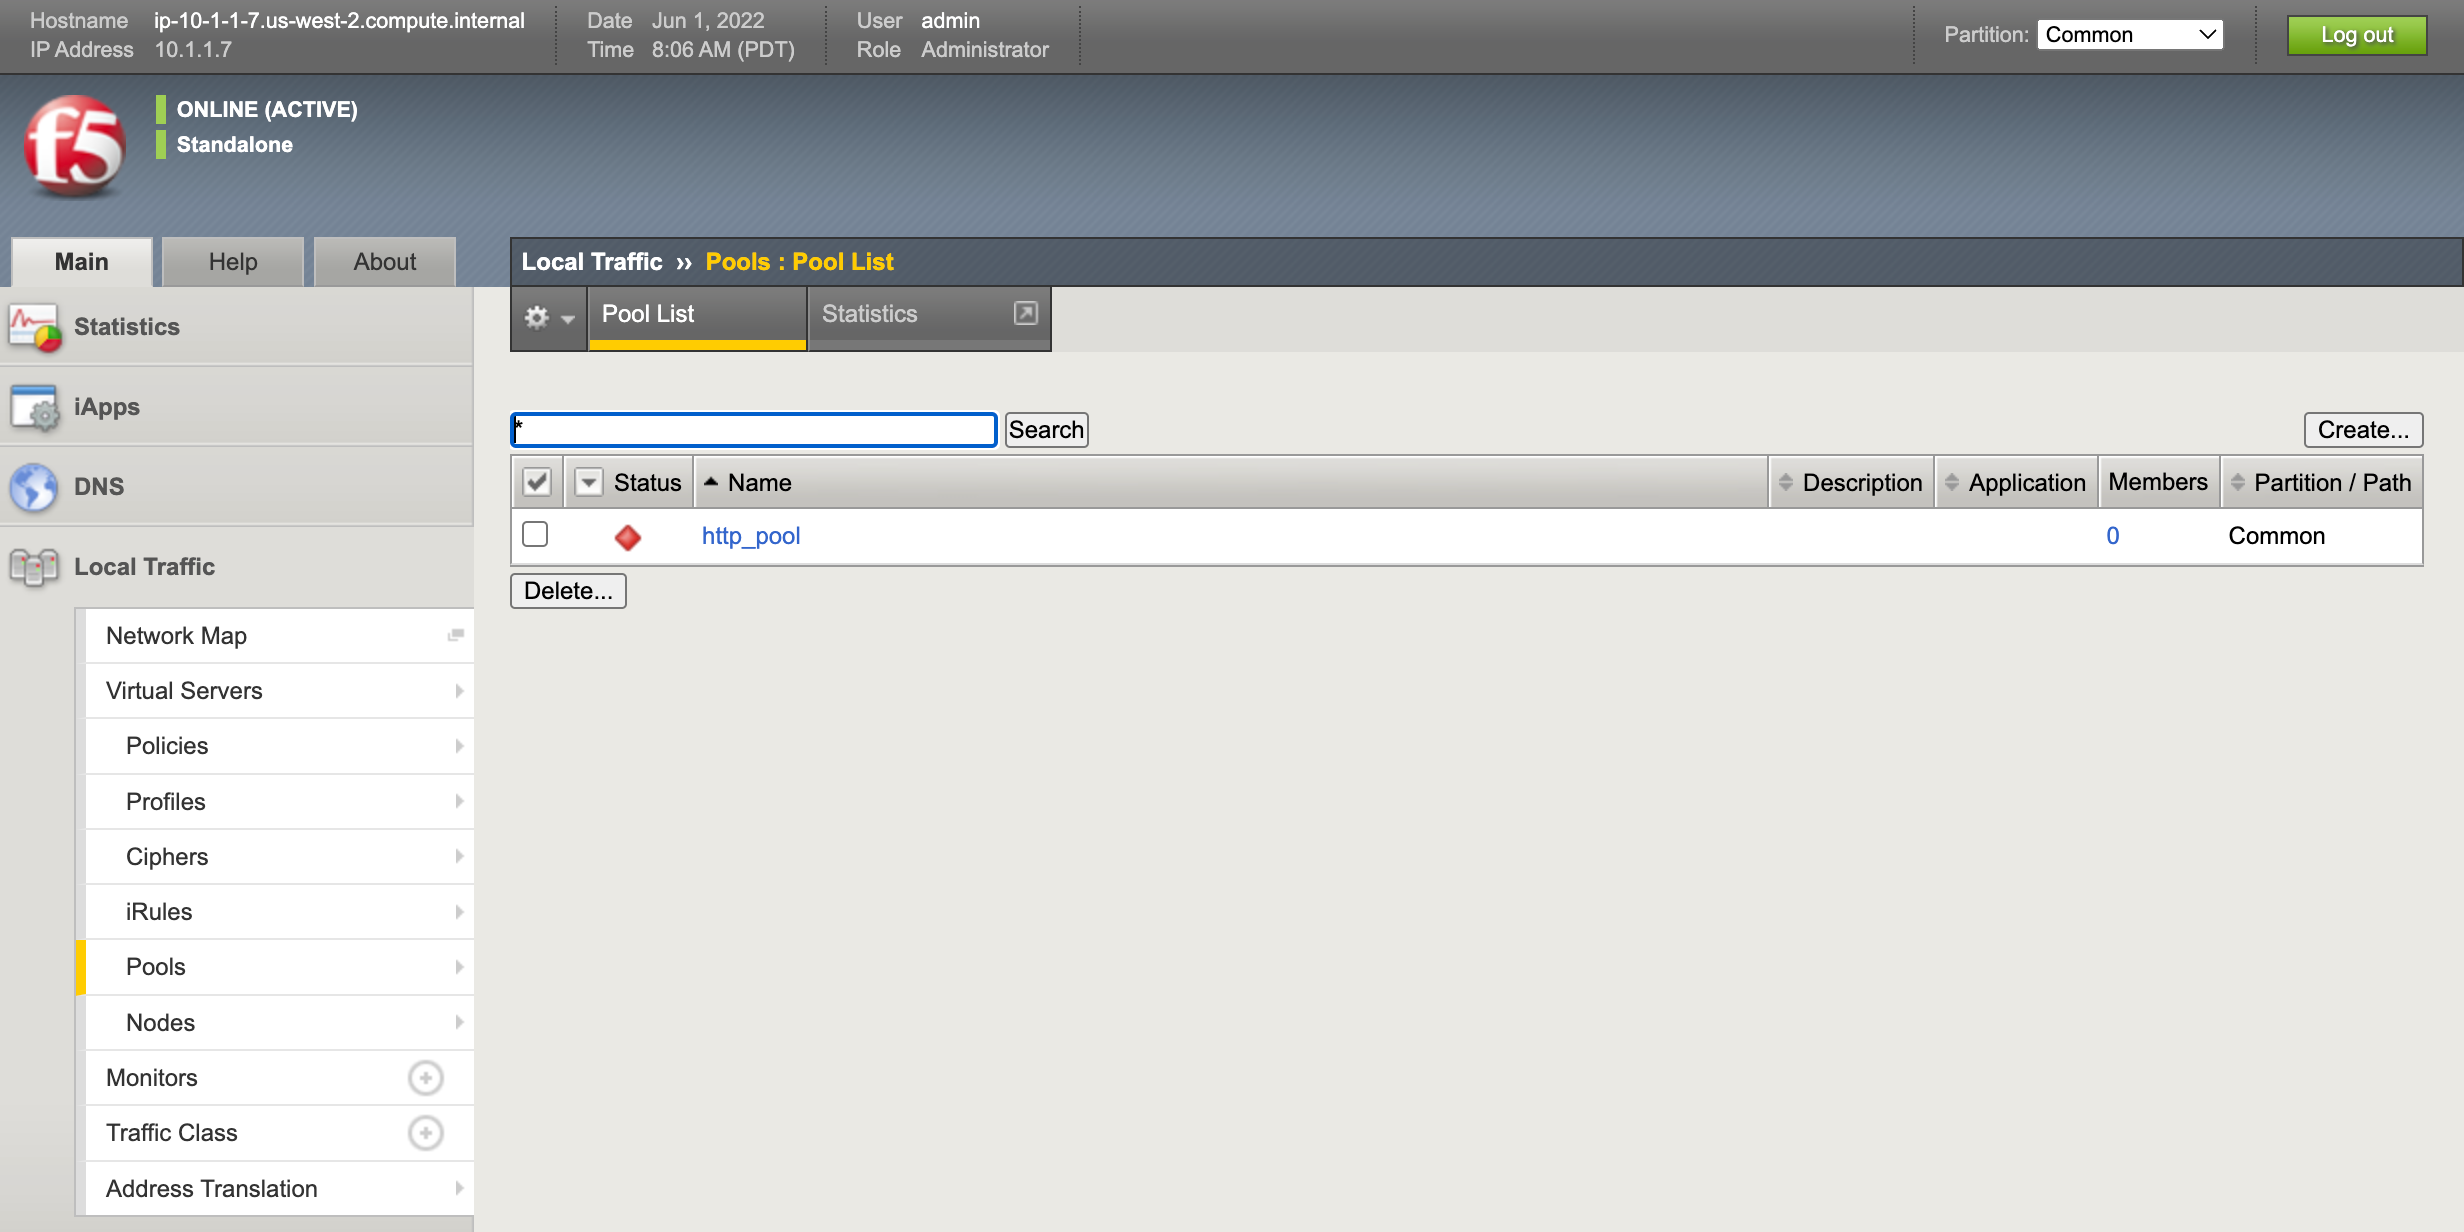 Hostname ip-10-1-1-7.us-west-2.compute.internal Date Jun 1, 2022 User admin Partition: Common Log out
IP Address 10.1.1.7 Time 8:06 AM (PDT) Role Administrator
f5
ONLINE (ACTIVE)
Standalone
Main Help About
Local Traffic ›› Pools : Pool List
Pool List Statistics
Statistics
iApps
DNS
Local Traffic
Network Map
Virtual Servers
Policies
Profiles
Ciphers
iRules
Pools
Nodes
Monitors
Traffic Class
Address Translation
* Search Create...
Status Name Description Application Members Partition / Path
http_pool 0 Common
Delete...